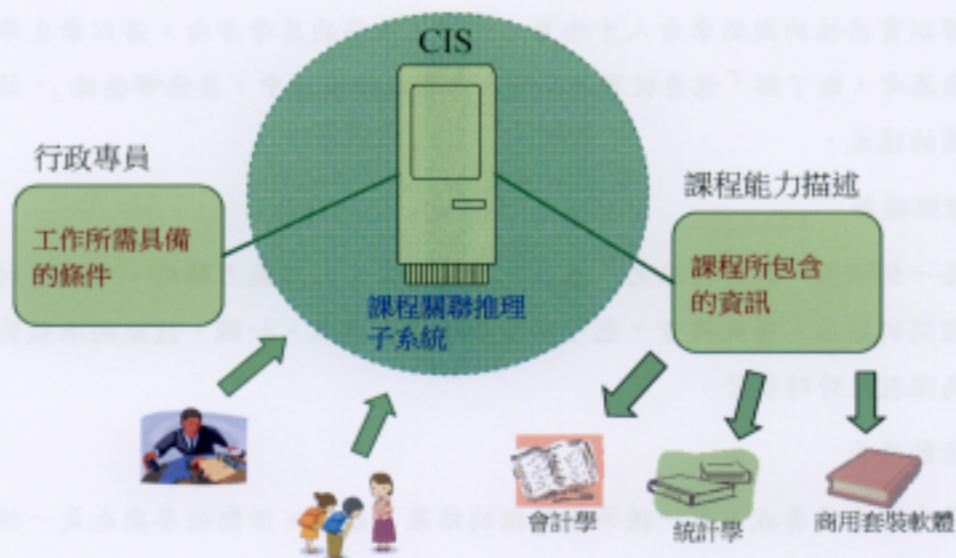 CIS
行政專員
工作所需具備
的條件
課程關聯推理
子系統
課程能力描述
課程所包含
的資訊
會計學
統計學
商用套裝軟體